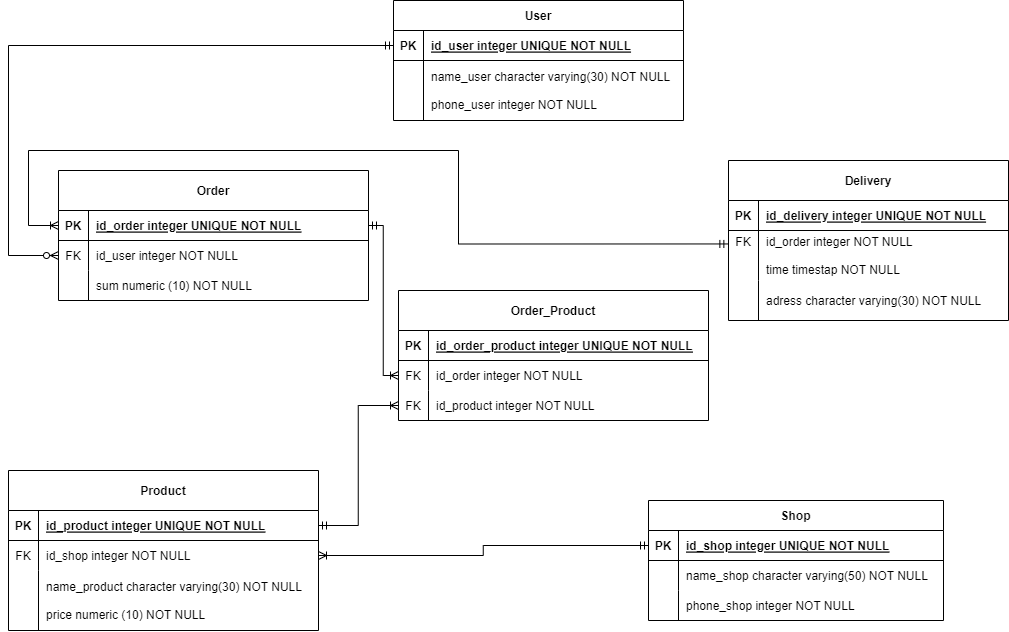 User
PK id_user integer UNIQUE NOT NULL
name_user character varying(30) NOT NULL
phone_user integer NOT NULL
Order
PK id_order integer UNIQUE NOT NULL
FK id_user integer NOT NULL
sum numeric (10) NOT NULL
Delivery
PK id_delivery integer UNIQUE NOT NULL
FK id_order integer NOT NULL
time timestap NOT NULL
adress character varying(30) NOT NULL
Order_Product
PK id_order_product integer UNIQUE NOT NULL
FK id_order integer NOT NULL
FK id_product integer NOT NULL
Product
PK id_product integer UNIQUE NOT NULL
FK id_shop integer NOT NULL
name_product character varying(30) NOT NULL
price numeric (10) NOT NULL
Shop
PK id_shop integer UNIQUE NOT NULL
name_shop character varying(50) NOT NULL
phone_shop integer NOT NULL